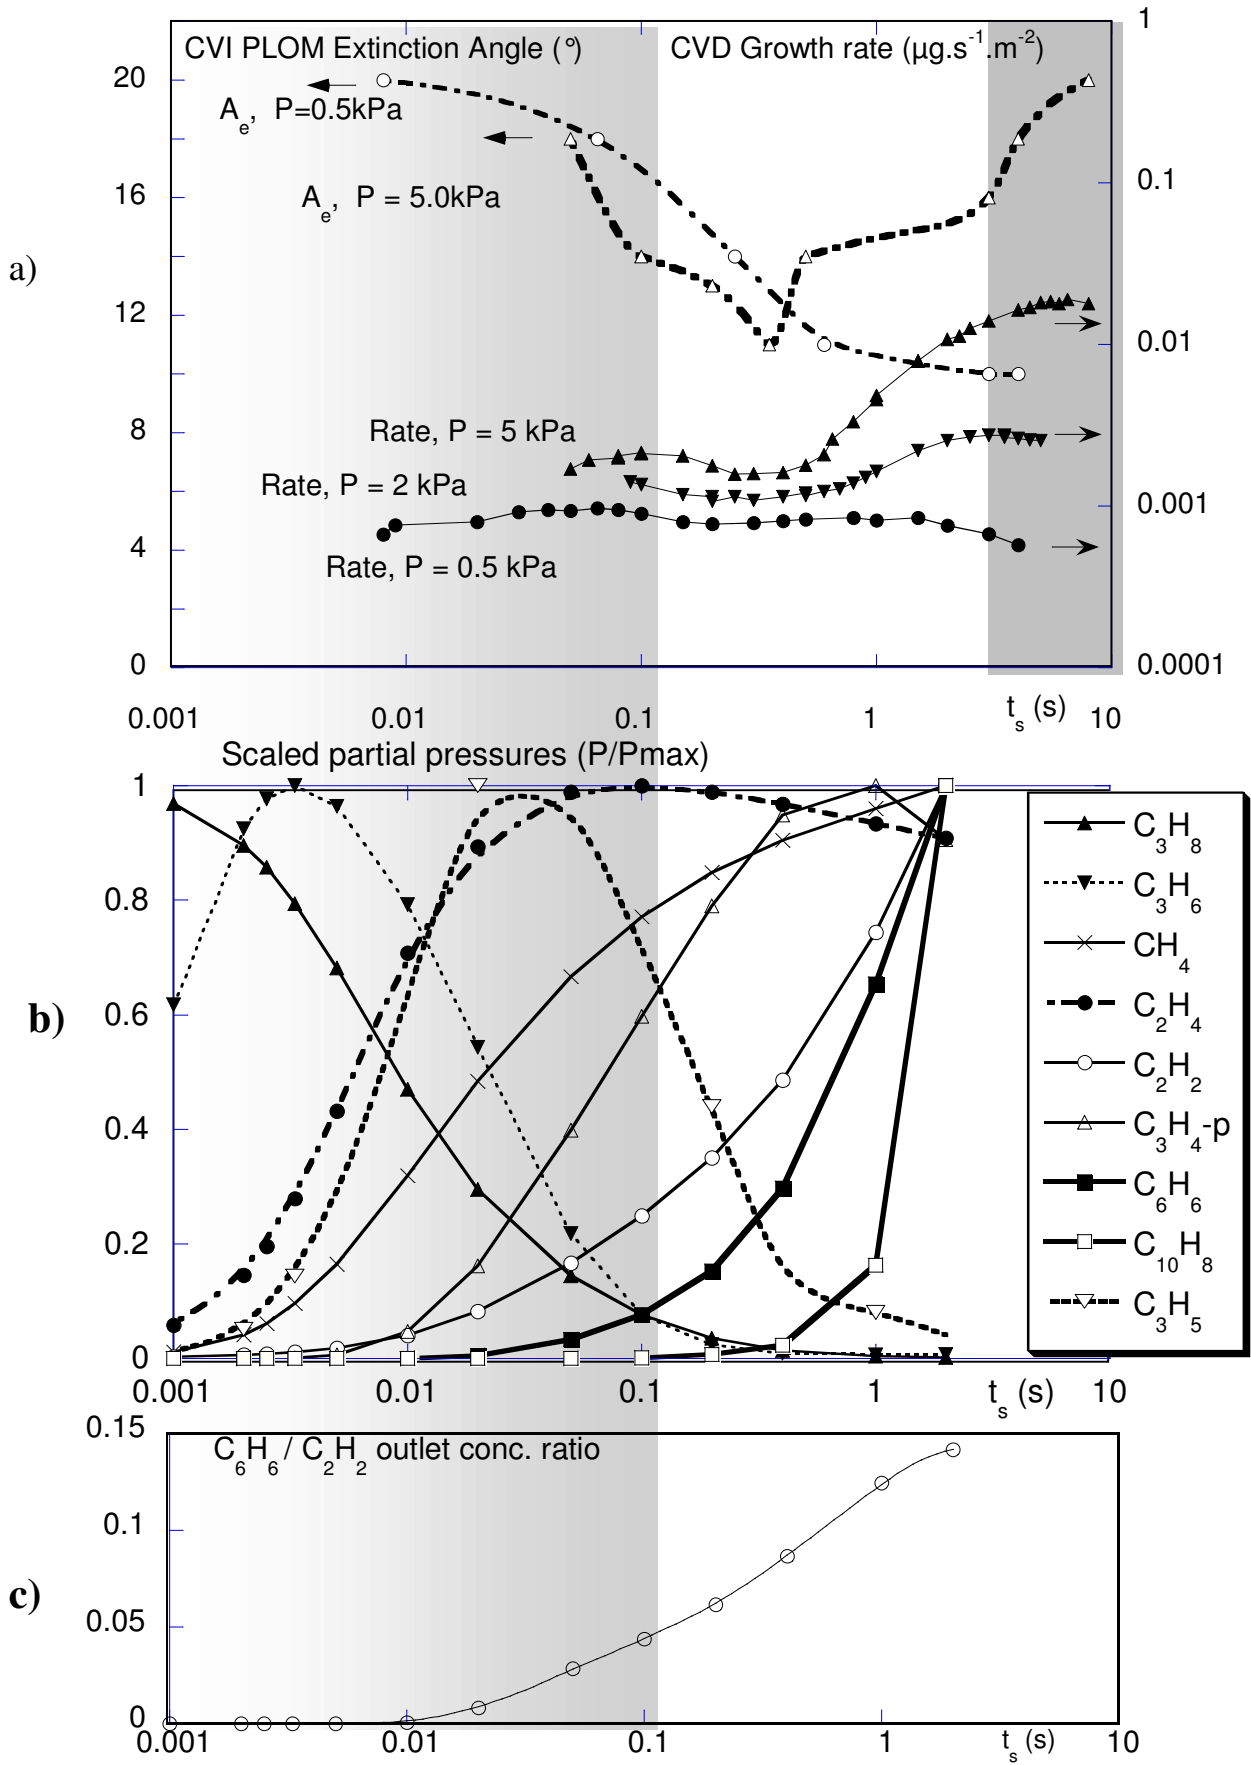 CVI PLOM Extinction Angle (°) CVD Growth rate (µg.s⁻¹.m⁻²) 1
20
Aₑ, P=0.5kPa
16 Aₑ, P = 5.0kPa 0.1
a)
12
0.01
8 Rate, P = 5 kPa
Rate, P = 2 kPa
0.001
4 Rate, P = 0.5 kPa
0 0.0001
0.001 0.01 0.1 1 tₛ (s) 10
Scaled partial pressures (P/Pmax)
1
C₃H₈
C₃H₆
0.8
CH₄
C₂H₄
b) 0.6
C₂H₂
C₃H₄-p
0.4
C₆H₆
C₁₀H₈
0.2
C₃H₅
0
0.001 0.01 0.1 1 tₛ (s) 10
0.15
C₆H₆ / C₂H₂ outlet conc. ratio
0.1
c)
0.05
0
0.001 0.01 0.1 1 tₛ (s) 10